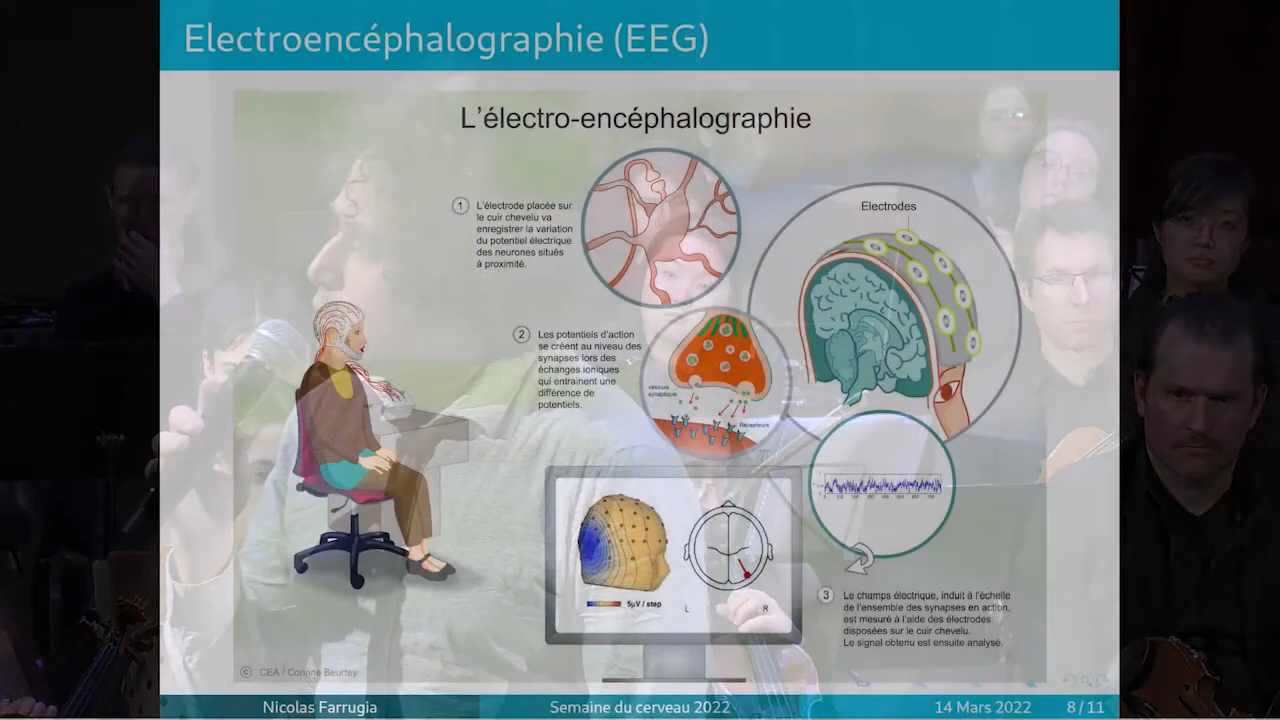 Electroencéphalographie (EEG)
L'électro-encéphalographie
1 L'électrode placée sur
le cuir chevelu va
enregistrer la variation
du potentiel électrique
des neurones situés
à proximité.
Electrodes
2 Les potentiels d'action
se créent au niveau des
synapses lors des
échanges ioniques
qui entrainent une
différence de
potentiels.
vésicule
synaptique
Récepteurs
5µV / step
L
R
3 Le champs électrique, induit à l'échelle
de l'ensemble des synapses en action,
est mesuré à l'aide des électrodes
disposées sur le cuir chevelu.
Le signal obtenu est ensuite analysé.
© CEA / Corinne Beurtey
Nicolas Farrugia
Semaine du cerveau 2022
14 Mars 2022
8 / 11